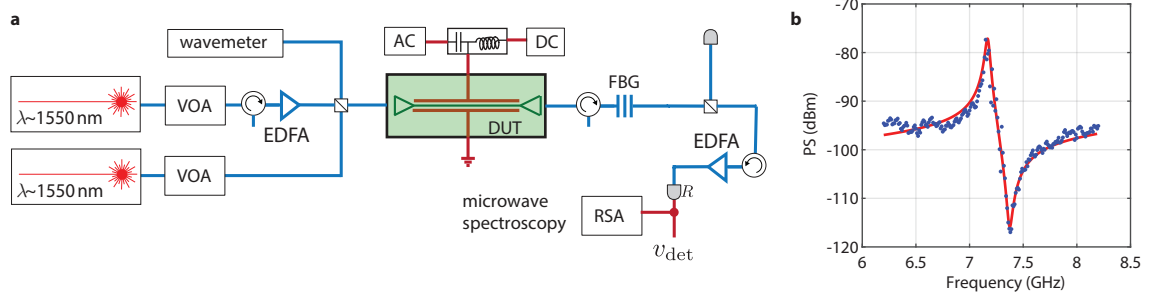 a
wavemeter
AC
DC
λ~1550 nm
VOA
EDFA
DUT
FBG
λ~1550 nm
VOA
EDFA
microwave
spectroscopy
RSA
R
v_det
b
PS (dBm)
-70
-80
-90
-100
-110
-120
6
6.5
7
7.5
8
8.5
Frequency (GHz)